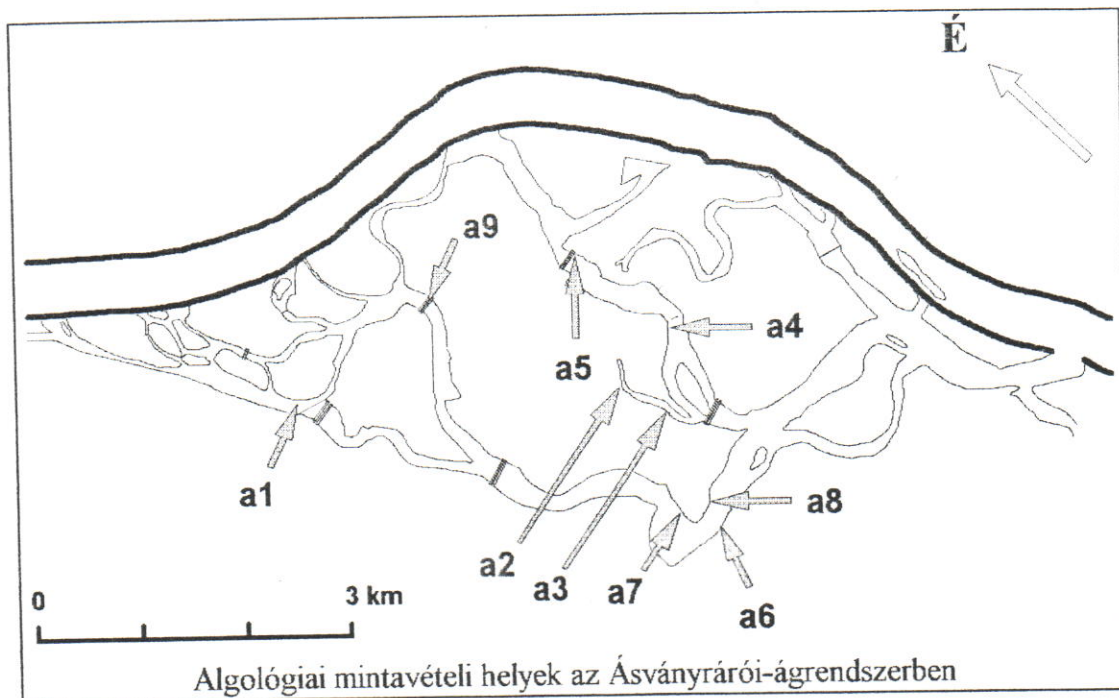 É
a9
a4
a5
a1
a8
a2
a3
a7
a6
0
3 km
Algológiai mintavételi helyek az Ásványrárói-ágrendszerben